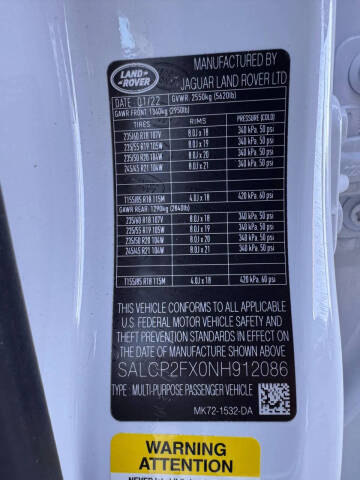 LAND
ROVER
MANUFACTURED BY
JAGUAR LAND ROVER LTD
DATE 01/22 GVWR 2550kg (5620lb)
GAWR FRONT 1340kg (2950lb)
TIRES RIMS PRESSURE (COLD)
235/60 R18 107V 8.0J x 18 340 kPa. 50 psi
235/55 R19 105W 8.0J x 19 340 kPa. 50 psi
235/50 R20 104W 8.0J x 20 340 kPa. 50 psi
245/45 R21 104W 8.0J x 21 340 kPa. 50 psi
T155/85 R18 115M 4.0J x 18 420 kPa. 60 psi
GAWR REAR: 1290kg (2840lb)
235/60 R18 107V 8.0J x 18 340 kPa. 50 psi
235/55 R19 105W 8.0J x 19 340 kPa. 50 psi
235/50 R20 104W 8.0J x 20 340 kPa. 50 psi
245/45 R21 104W 8.0J x 21 340 kPa. 50 psi
T155/85 R18 115M 4.0J x 18 420 kPa. 60 psi
THIS VEHICLE CONFORMS TO ALL APPLICABLE
U.S. FEDERAL MOTOR VEHICLE SAFETY AND
THEFT PREVENTION STANDARDS IN EFFECT ON
THE DATE OF MANUFACTURE SHOWN ABOVE.
SALCP2FX0NH912086
TYPE : MULTI-PURPOSE PASSENGER VEHICLE
MK72-1532-DA
WARNING
ATTENTION